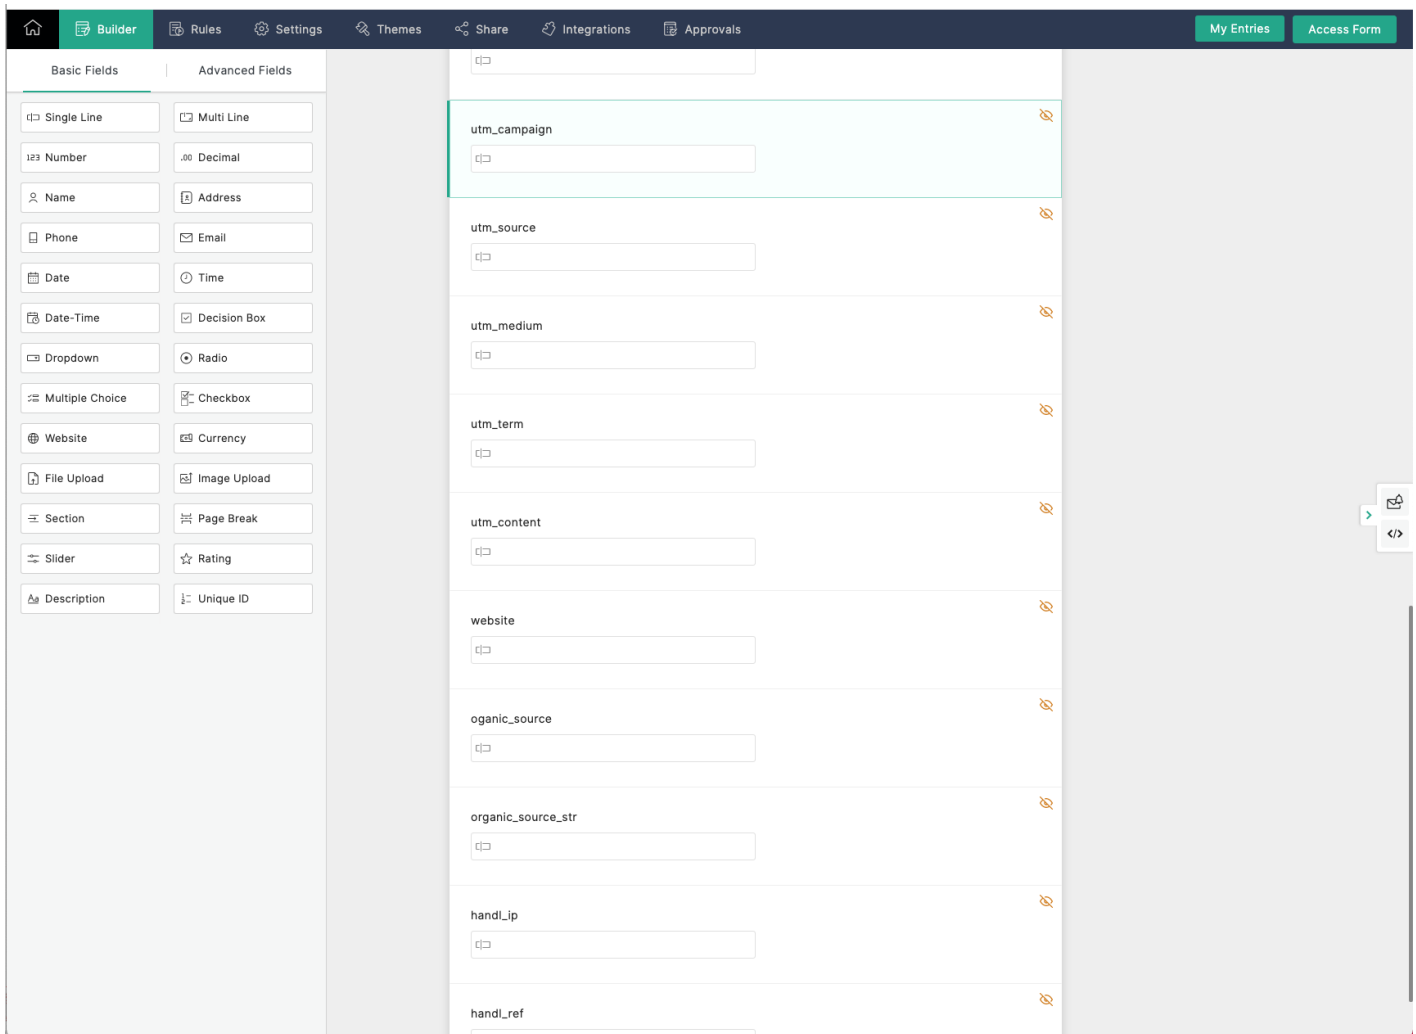 Builder Rules Settings Themes Share Integrations Approvals My Entries Access Form
Basic Fields Advanced Fields
Single Line Multi Line
123 Number .00 Decimal
Name Address
Phone Email
Date Time
Date-Time Decision Box
Dropdown Radio
Multiple Choice Checkbox
Website Currency
File Upload Image Upload
Section Page Break
Slider Rating
Aa Description Unique ID
utm_campaign
utm_source
utm_medium
utm_term
utm_content
website
oganic_source
organic_source_str
handl_ip
handl_ref